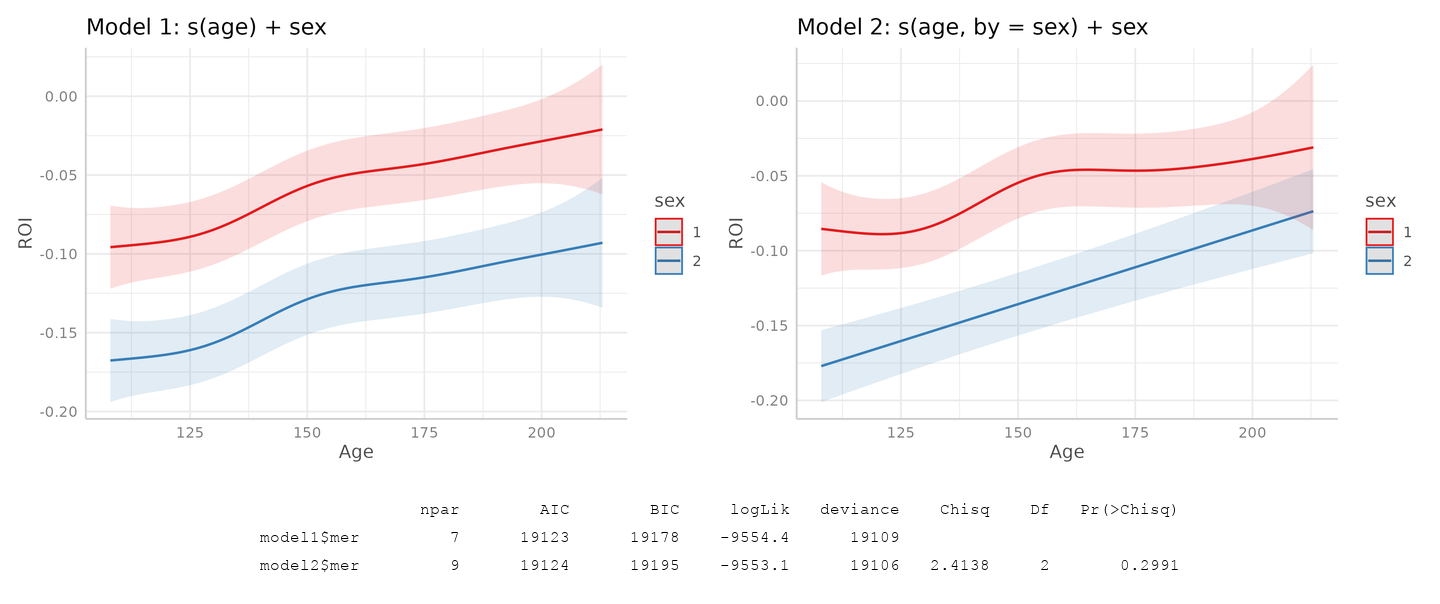 Model 1: s(age) + sex
0.00
-0.05
-0.10
-0.15
-0.20
ROI
125 150 175 200
Age
sex
1
2
Model 2: s(age, by = sex) + sex
0.00
-0.05
-0.10
-0.15
-0.20
ROI
125 150 175 200
Age
sex
1
2
npar AIC BIC logLik deviance Chisq Df Pr(>Chisq)
model1$mer 7 19123 19178 -9554.4 19109
model2$mer 9 19124 19195 -9553.1 19106 2.4138 2 0.2991